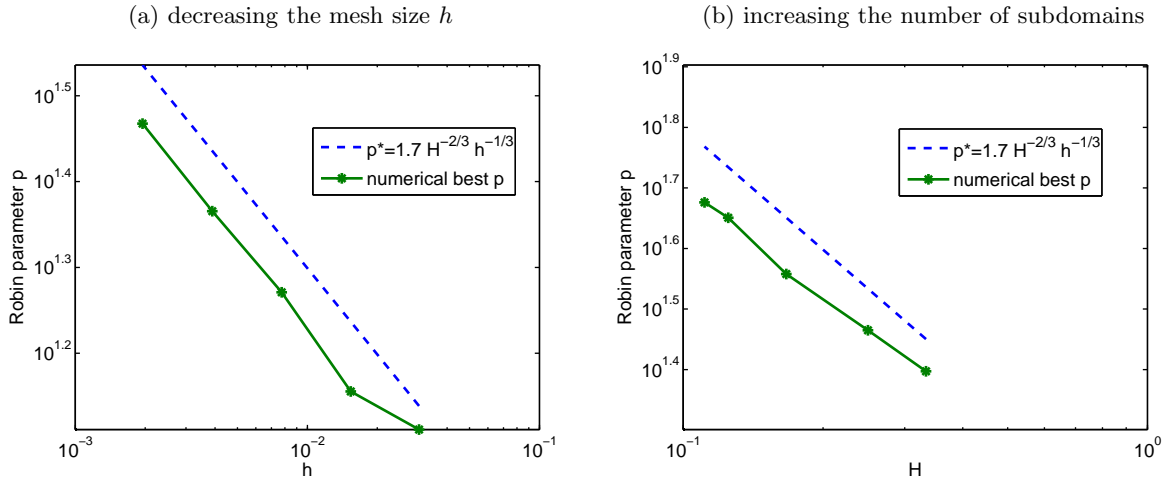 (a) decreasing the mesh size h
10^1.5
10^1.4
10^1.3
10^1.2
Robin parameter p
p*=1.7 H^−2/3 h^−1/3
numerical best p
10^−3
10^−2
10^−1
h
(b) increasing the number of subdomains
10^1.9
10^1.8
10^1.7
10^1.6
10^1.5
10^1.4
Robin parameter p
p*=1.7 H^−2/3 h^−1/3
numerical best p
10^−1
10^0
H